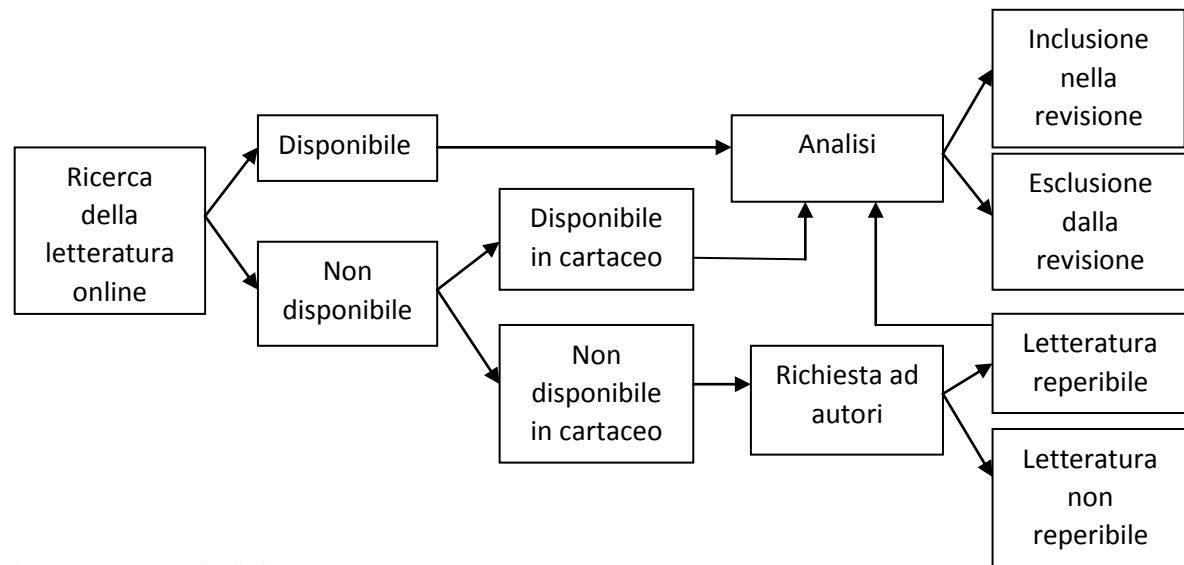 Ricerca
della
letteratura
online
Disponibile
Non
disponibile
Disponibile
in cartaceo
Non
disponibile
in cartaceo
Analisi
Richiesta ad
autori
Inclusione
nella
revisione
Esclusione
dalla
revisione
Letteratura
reperibile
Letteratura
non
reperibile